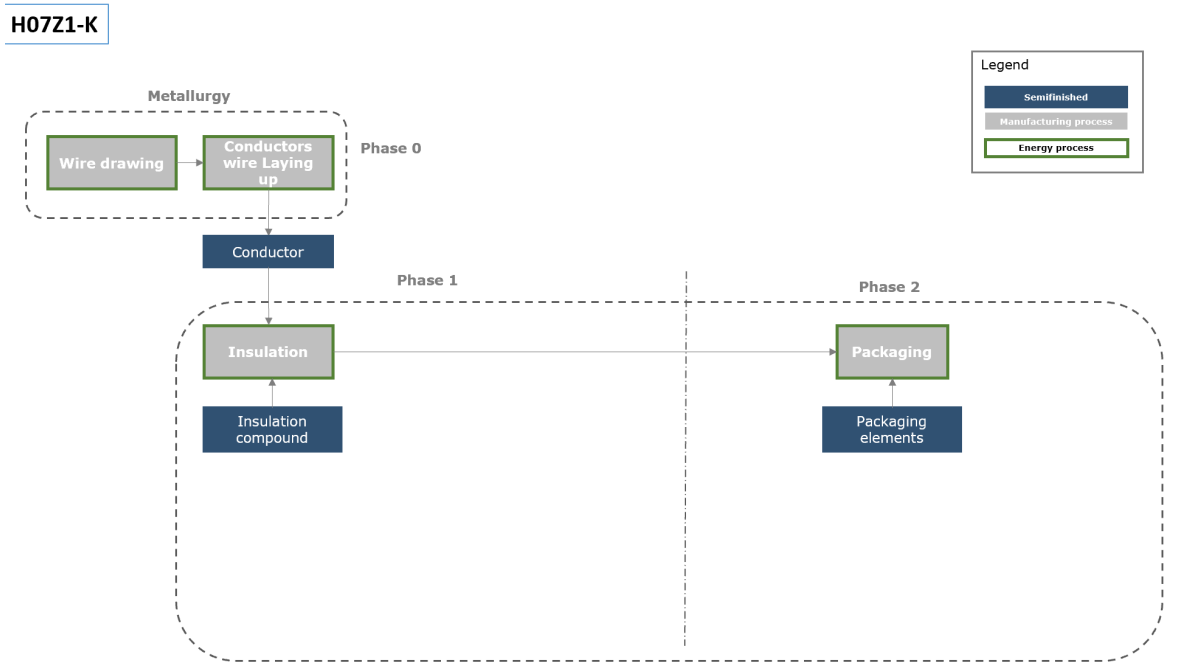 H07Z1-K
Legend
Semifinished
Manufacturing process
Energy process
Metallurgy
Phase 0
Wire drawing
Conductors
wire Laying
up
Conductor
Phase 1
Phase 2
Insulation
Packaging
Insulation
compound
Packaging
elements